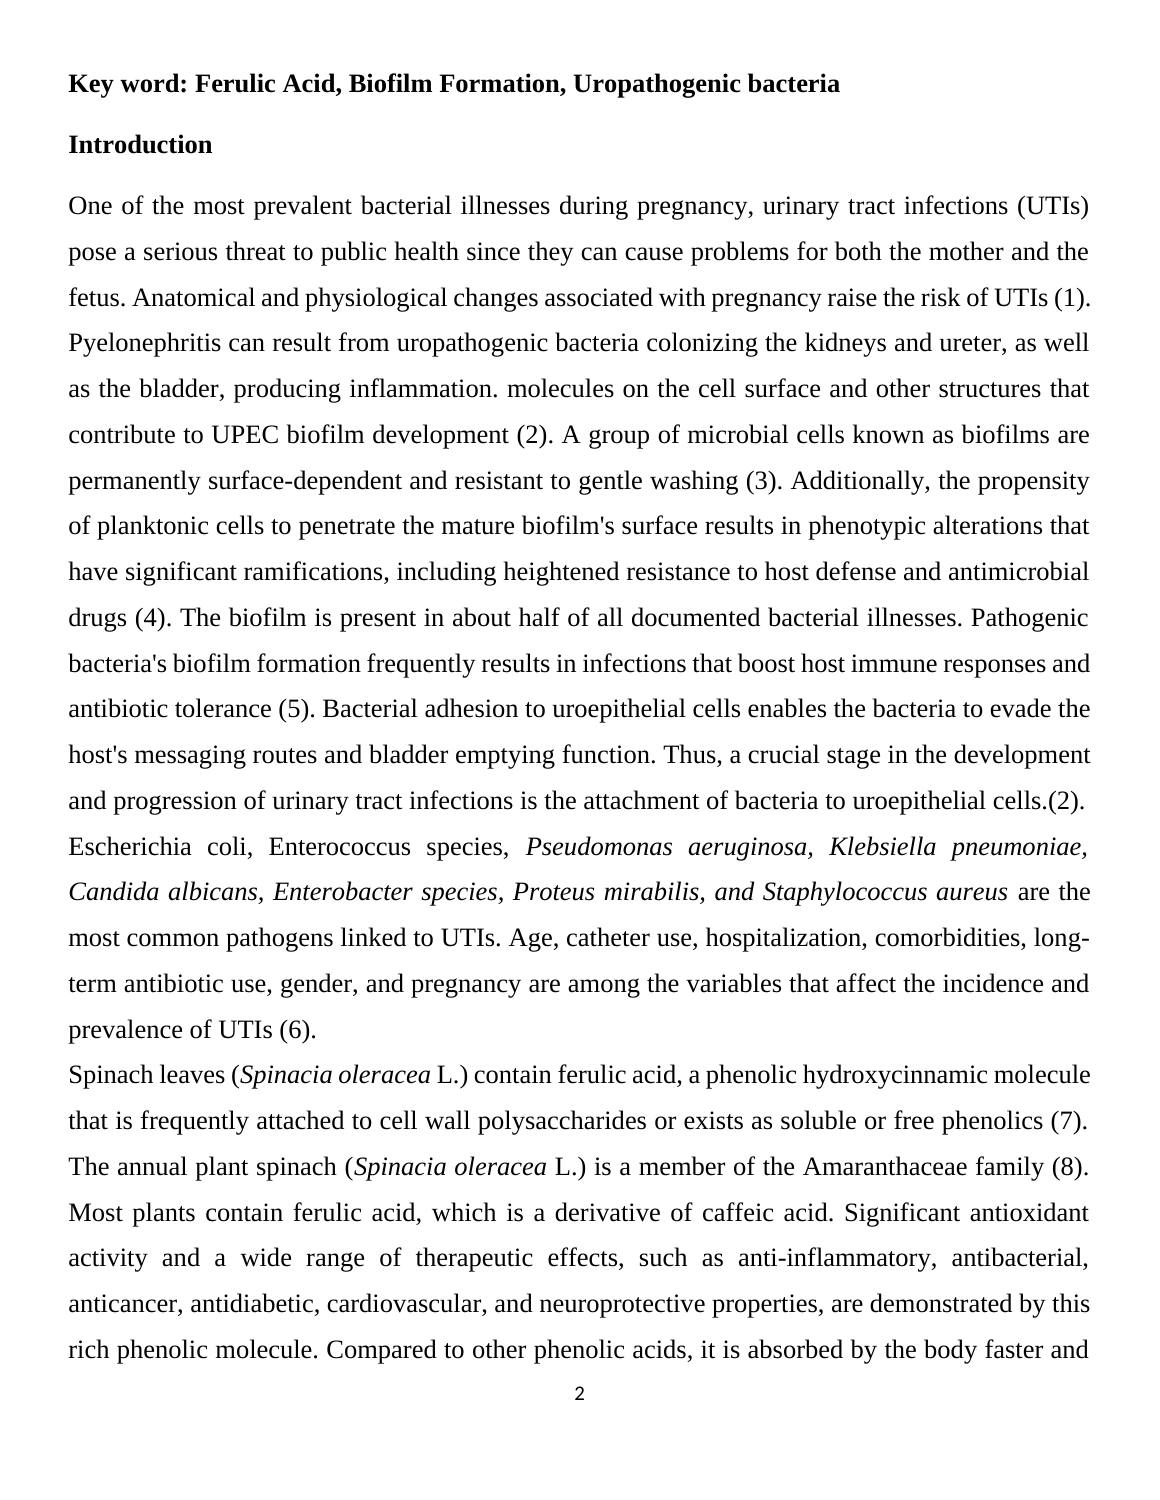 Key word: Ferulic Acid, Biofilm Formation, Uropathogenic bacteria
Introduction
One of the most prevalent bacterial illnesses during pregnancy, urinary tract infections (UTIs)
pose a serious threat to public health since they can cause problems for both the mother and the
fetus. Anatomical and physiological changes associated with pregnancy raise the risk of UTIs (1).
Pyelonephritis can result from uropathogenic bacteria colonizing the kidneys and ureter, as well
as the bladder, producing inflammation. molecules on the cell surface and other structures that
contribute to UPEC biofilm development (2). A group of microbial cells known as biofilms are
permanently surface-dependent and resistant to gentle washing (3). Additionally, the propensity
of planktonic cells to penetrate the mature biofilm's surface results in phenotypic alterations that
have significant ramifications, including heightened resistance to host defense and antimicrobial
drugs (4). The biofilm is present in about half of all documented bacterial illnesses. Pathogenic
bacteria's biofilm formation frequently results in infections that boost host immune responses and
antibiotic tolerance (5). Bacterial adhesion to uroepithelial cells enables the bacteria to evade the
host's messaging routes and bladder emptying function. Thus, a crucial stage in the development
and progression of urinary tract infections is the attachment of bacteria to uroepithelial cells.(2).
Escherichia coli, Enterococcus species, Pseudomonas aeruginosa, Klebsiella pneumoniae,
Candida albicans, Enterobacter species, Proteus mirabilis, and Staphylococcus aureus are the
most common pathogens linked to UTIs. Age, catheter use, hospitalization, comorbidities, long-
term antibiotic use, gender, and pregnancy are among the variables that affect the incidence and
prevalence of UTIs (6).
Spinach leaves (Spinacia oleracea L.) contain ferulic acid, a phenolic hydroxycinnamic molecule
that is frequently attached to cell wall polysaccharides or exists as soluble or free phenolics (7).
The annual plant spinach (Spinacia oleracea L.) is a member of the Amaranthaceae family (8).
Most plants contain ferulic acid, which is a derivative of caffeic acid. Significant antioxidant
activity and a wide range of therapeutic effects, such as anti-inflammatory, antibacterial,
anticancer, antidiabetic, cardiovascular, and neuroprotective properties, are demonstrated by this
rich phenolic molecule. Compared to other phenolic acids, it is absorbed by the body faster and
2